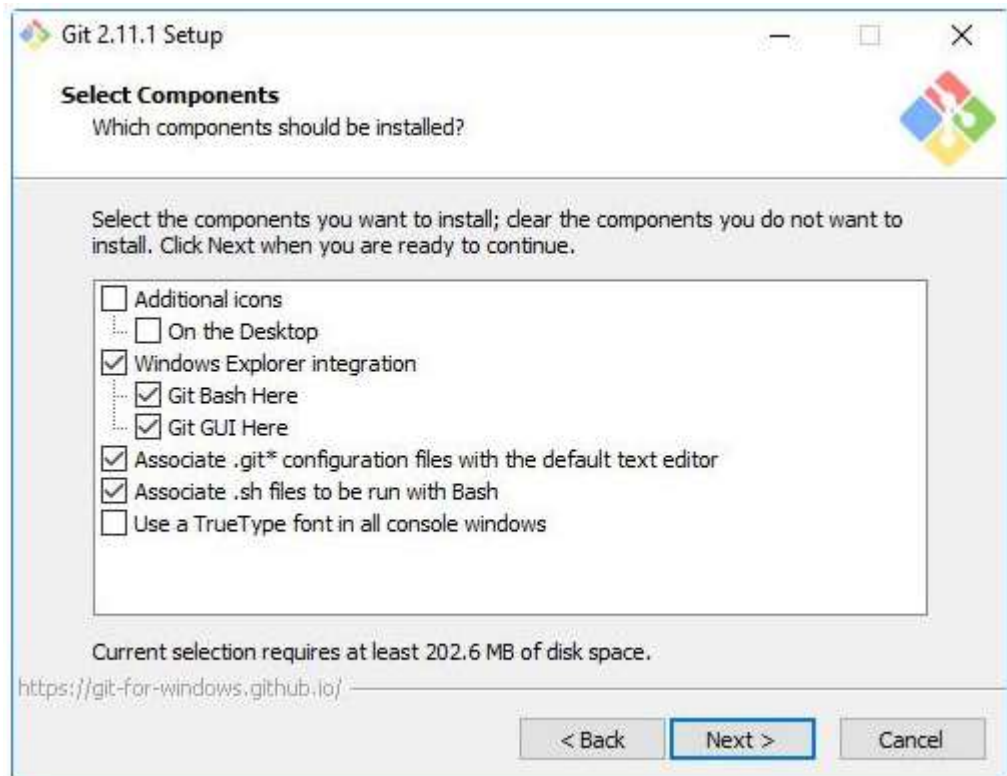 Git 2.11.1 Setup
Select Components
Which components should be installed?
Select the components you want to install; clear the components you do not want to
install. Click Next when you are ready to continue.
Additional icons
On the Desktop
Windows Explorer integration
Git Bash Here
Git GUI Here
Associate .git* configuration files with the default text editor
Associate .sh files to be run with Bash
Use a TrueType font in all console windows
Current selection requires at least 202.6 MB of disk space.
https://git-for-windows.github.io/
< Back Next > Cancel